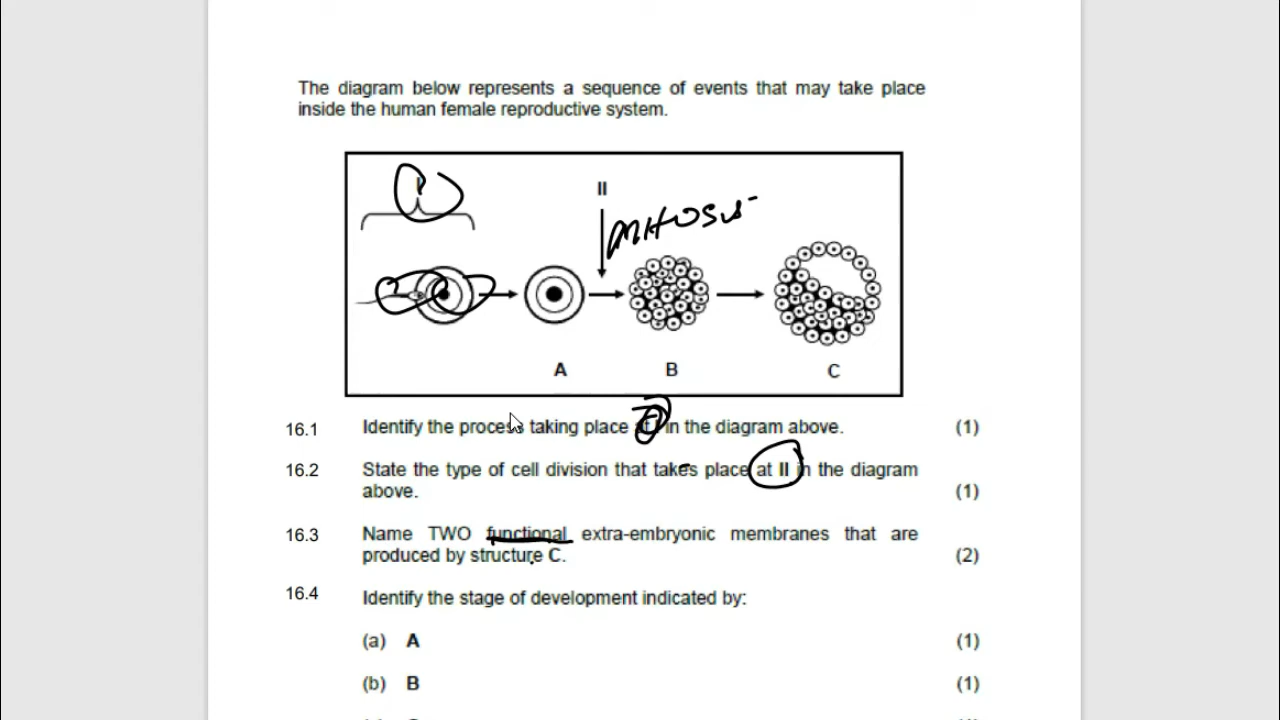 The diagram below represents a sequence of events that may take place
inside the human female reproductive system.
I
II
mitosis
A
B
C
16.1 Identify the process taking place at I in the diagram above. (1)
16.2 State the type of cell division that takes place at II in the diagram
above. (1)
16.3 Name TWO functional extra-embryonic membranes that are
produced by structure C. (2)
16.4 Identify the stage of development indicated by:
(a) A (1)
(b) B (1)